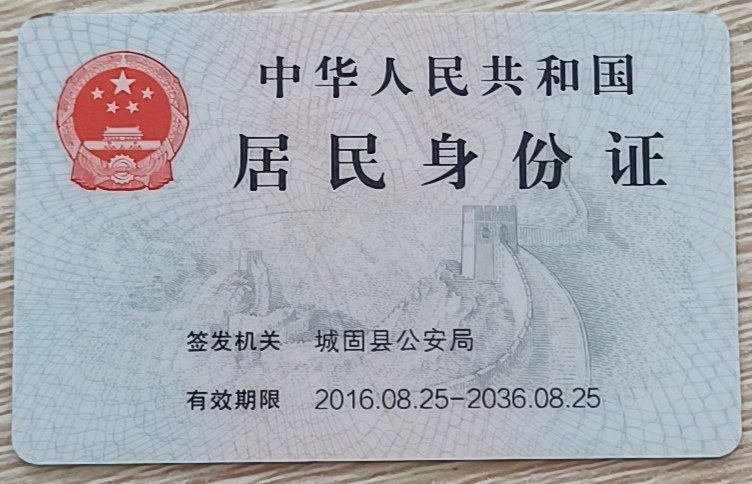 中华人民共和国
居民身份证
签发机关 城固县公安局
有效期限 2016.08.25-2036.08.25